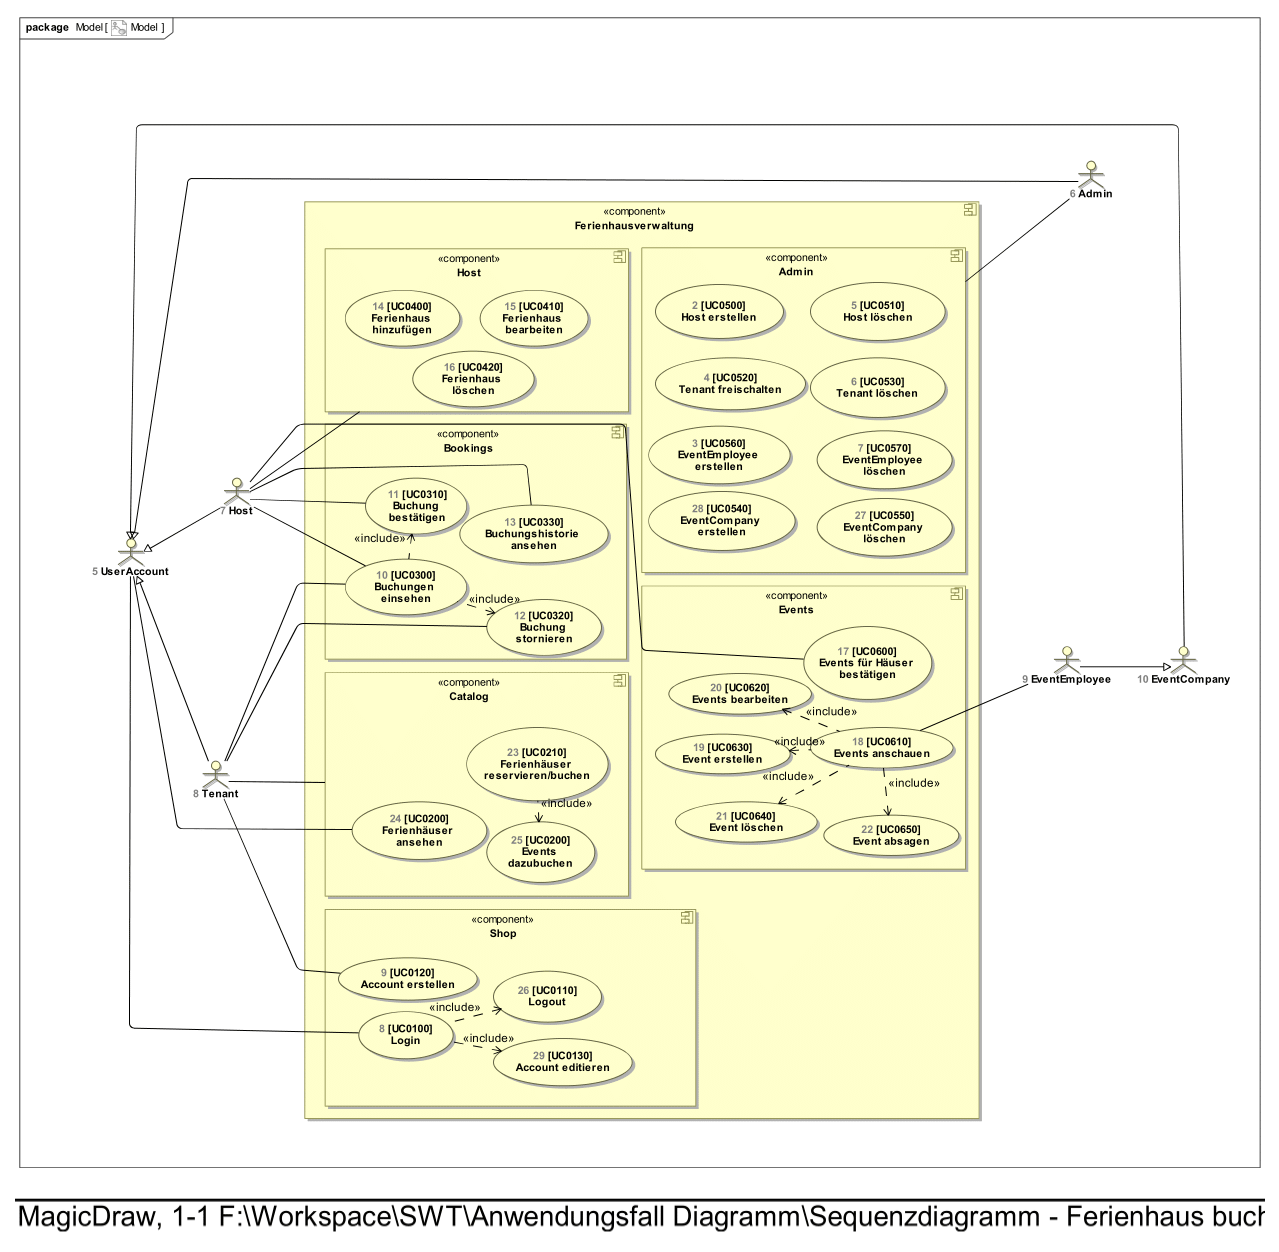 package Model [ Model ]
6 Admin
«component»
Ferienhausverwaltung
«component»
Host
14 [UC0400]
Ferienhaus
hinzufügen
15 [UC0410]
Ferienhaus
bearbeiten
16 [UC0420]
Ferienhaus
löschen
«component»
Admin
2 [UC0500]
Host erstellen
5 [UC0510]
Host löschen
4 [UC0520]
Tenant freischalten
6 [UC0530]
Tenant löschen
3 [UC0560]
EventEmployee
erstellen
7 [UC0570]
EventEmployee
löschen
28 [UC0540]
EventCompany
erstellen
27 [UC0550]
EventCompany
löschen
«component»
Bookings
11 [UC0310]
Buchung
bestätigen
13 [UC0330]
Buchungshistorie
ansehen
«include»
10 [UC0300]
Buchungen
einsehen
«include»
12 [UC0320]
Buchung
stornieren
7 Host
5 UserAccount
«component»
Events
17 [UC0600]
Events für Häuser
bestätigen
20 [UC0620]
Events bearbeiten
«include»
19 [UC0630]
Event erstellen
«include»
18 [UC0610]
Events anschauen
«include»
«include»
21 [UC0640]
Event löschen
22 [UC0650]
Event absagen
9 EventEmployee
10 EventCompany
«component»
Catalog
23 [UC0210]
Ferienhäuser
reservieren/buchen
«include»
24 [UC0200]
Ferienhäuser
ansehen
25 [UC0200]
Events
dazubuchen
8 Tenant
«component»
Shop
9 [UC0120]
Account erstellen
26 [UC0110]
Logout
«include»
8 [UC0100]
Login
«include»
29 [UC0130]
Account editieren
MagicDraw, 1-1 F:\Workspace\SWT\Anwendungsfall Diagramm\Sequenzdiagramm - Ferienhaus buch